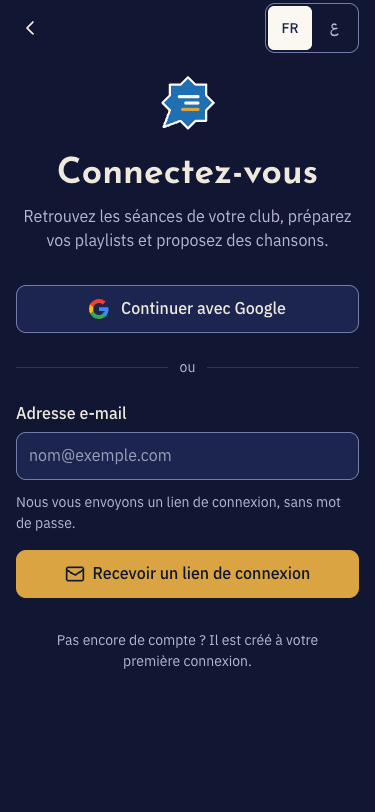 FR
ع
Connectez-vous
Retrouvez les séances de votre club, préparez
vos playlists et proposez des chansons.
Continuer avec Google
ou
Adresse e-mail
nom@exemple.com
Nous vous envoyons un lien de connexion, sans mot
de passe.
Recevoir un lien de connexion
Pas encore de compte ? Il est créé à votre
première connexion.